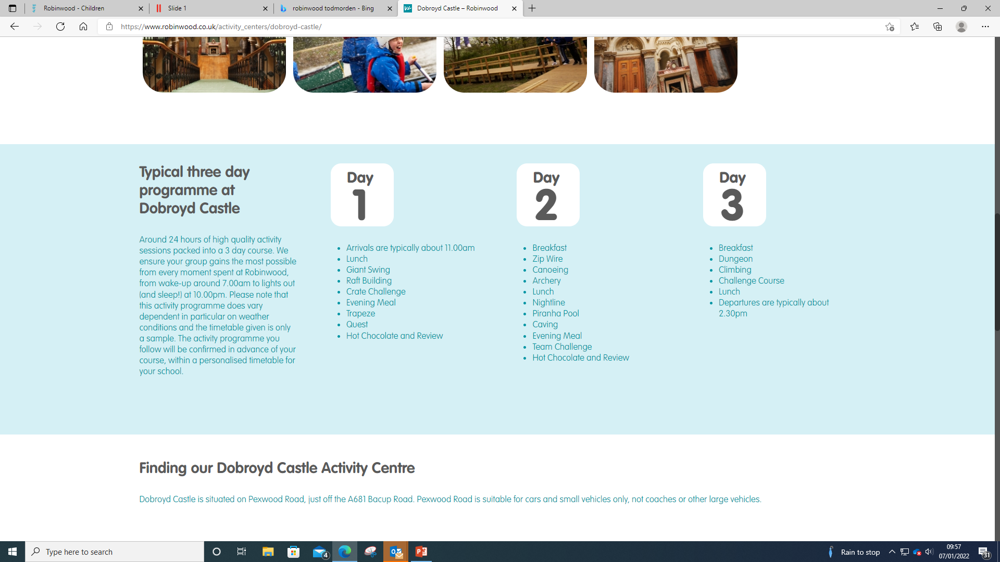 Robinwood - Children
Slide 1
robinwood todmorden - Bing
Dobroyd Castle – Robinwood
https://www.robinwood.co.uk/activity_centers/dobroyd-castle/
Typical three day
programme at
Dobroyd Castle
Around 24 hours of high quality activity
sessions packed into a 3 day course. We
ensure your group gains the most possible
from every moment spent at Robinwood,
from wake-up around 7.00am to lights out
(and sleep!) at 10.00pm. Please note that
this activity programme does vary
dependent in particular on weather
conditions and the timetable given is only
a sample. The activity programme you
follow will be confirmed in advance of your
course, within a personalised timetable for
your school.
Day
1
• Arrivals are typically about 11.00am
• Lunch
• Giant Swing
• Raft Building
• Crate Challenge
• Evening Meal
• Trapeze
• Quest
• Hot Chocolate and Review
Day
2
• Breakfast
• Zip Wire
• Canoeing
• Archery
• Lunch
• Nightline
• Piranha Pool
• Caving
• Evening Meal
• Team Challenge
• Hot Chocolate and Review
Day
3
• Breakfast
• Dungeon
• Climbing
• Challenge Course
• Lunch
• Departures are typically about
2.30pm
Finding our Dobroyd Castle Activity Centre
Dobroyd Castle is situated on Pexwood Road, just off the A681 Bacup Road. Pexwood Road is suitable for cars and small vehicles only, not coaches or other large vehicles.
Type here to search
4
Rain to stop
09:57
07/01/2022
31